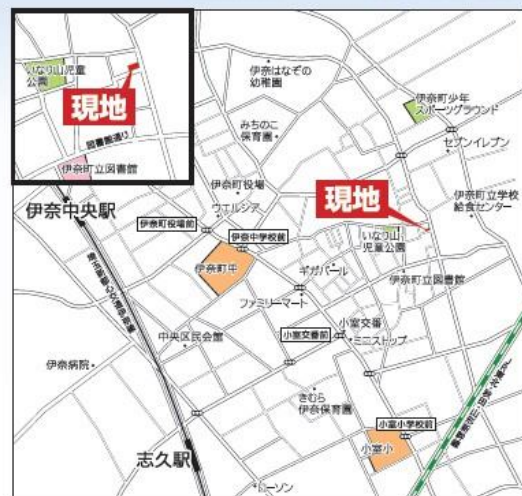 いなり山児童
公園
現地
図書館通り
伊奈町立図書館
伊奈はなぞの
幼稚園
みちのこ
保育園
伊奈町少年
スポーツグラウンド
セブンイレブン
伊奈中央駅
伊奈町役場
ウエルシア
伊奈町役場前
伊奈中学校前
現地
伊奈町立学校
給食センター
いなり山
児童公園
伊奈町中
ギガパール
伊奈町立図書館
ファミリーマート
中央区民会館
小室交番前
小室交番
ミニストップ
伊奈病院
きむら
伊奈保育園
小室小学校前
小室小
志久駅
ローソン